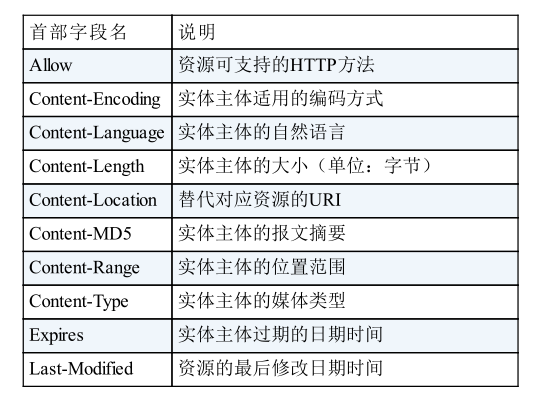 首部字段名 说明
Allow 资源可支持的HTTP方法
Content-Encoding 实体主体适用的编码方式
Content-Language 实体主体的自然语言
Content-Length 实体主体的大小（单位：字节）
Content-Location 替代对应资源的URI
Content-MD5 实体主体的报文摘要
Content-Range 实体主体的位置范围
Content-Type 实体主体的媒体类型
Expires 实体主体过期的日期时间
Last-Modified 资源的最后修改日期时间